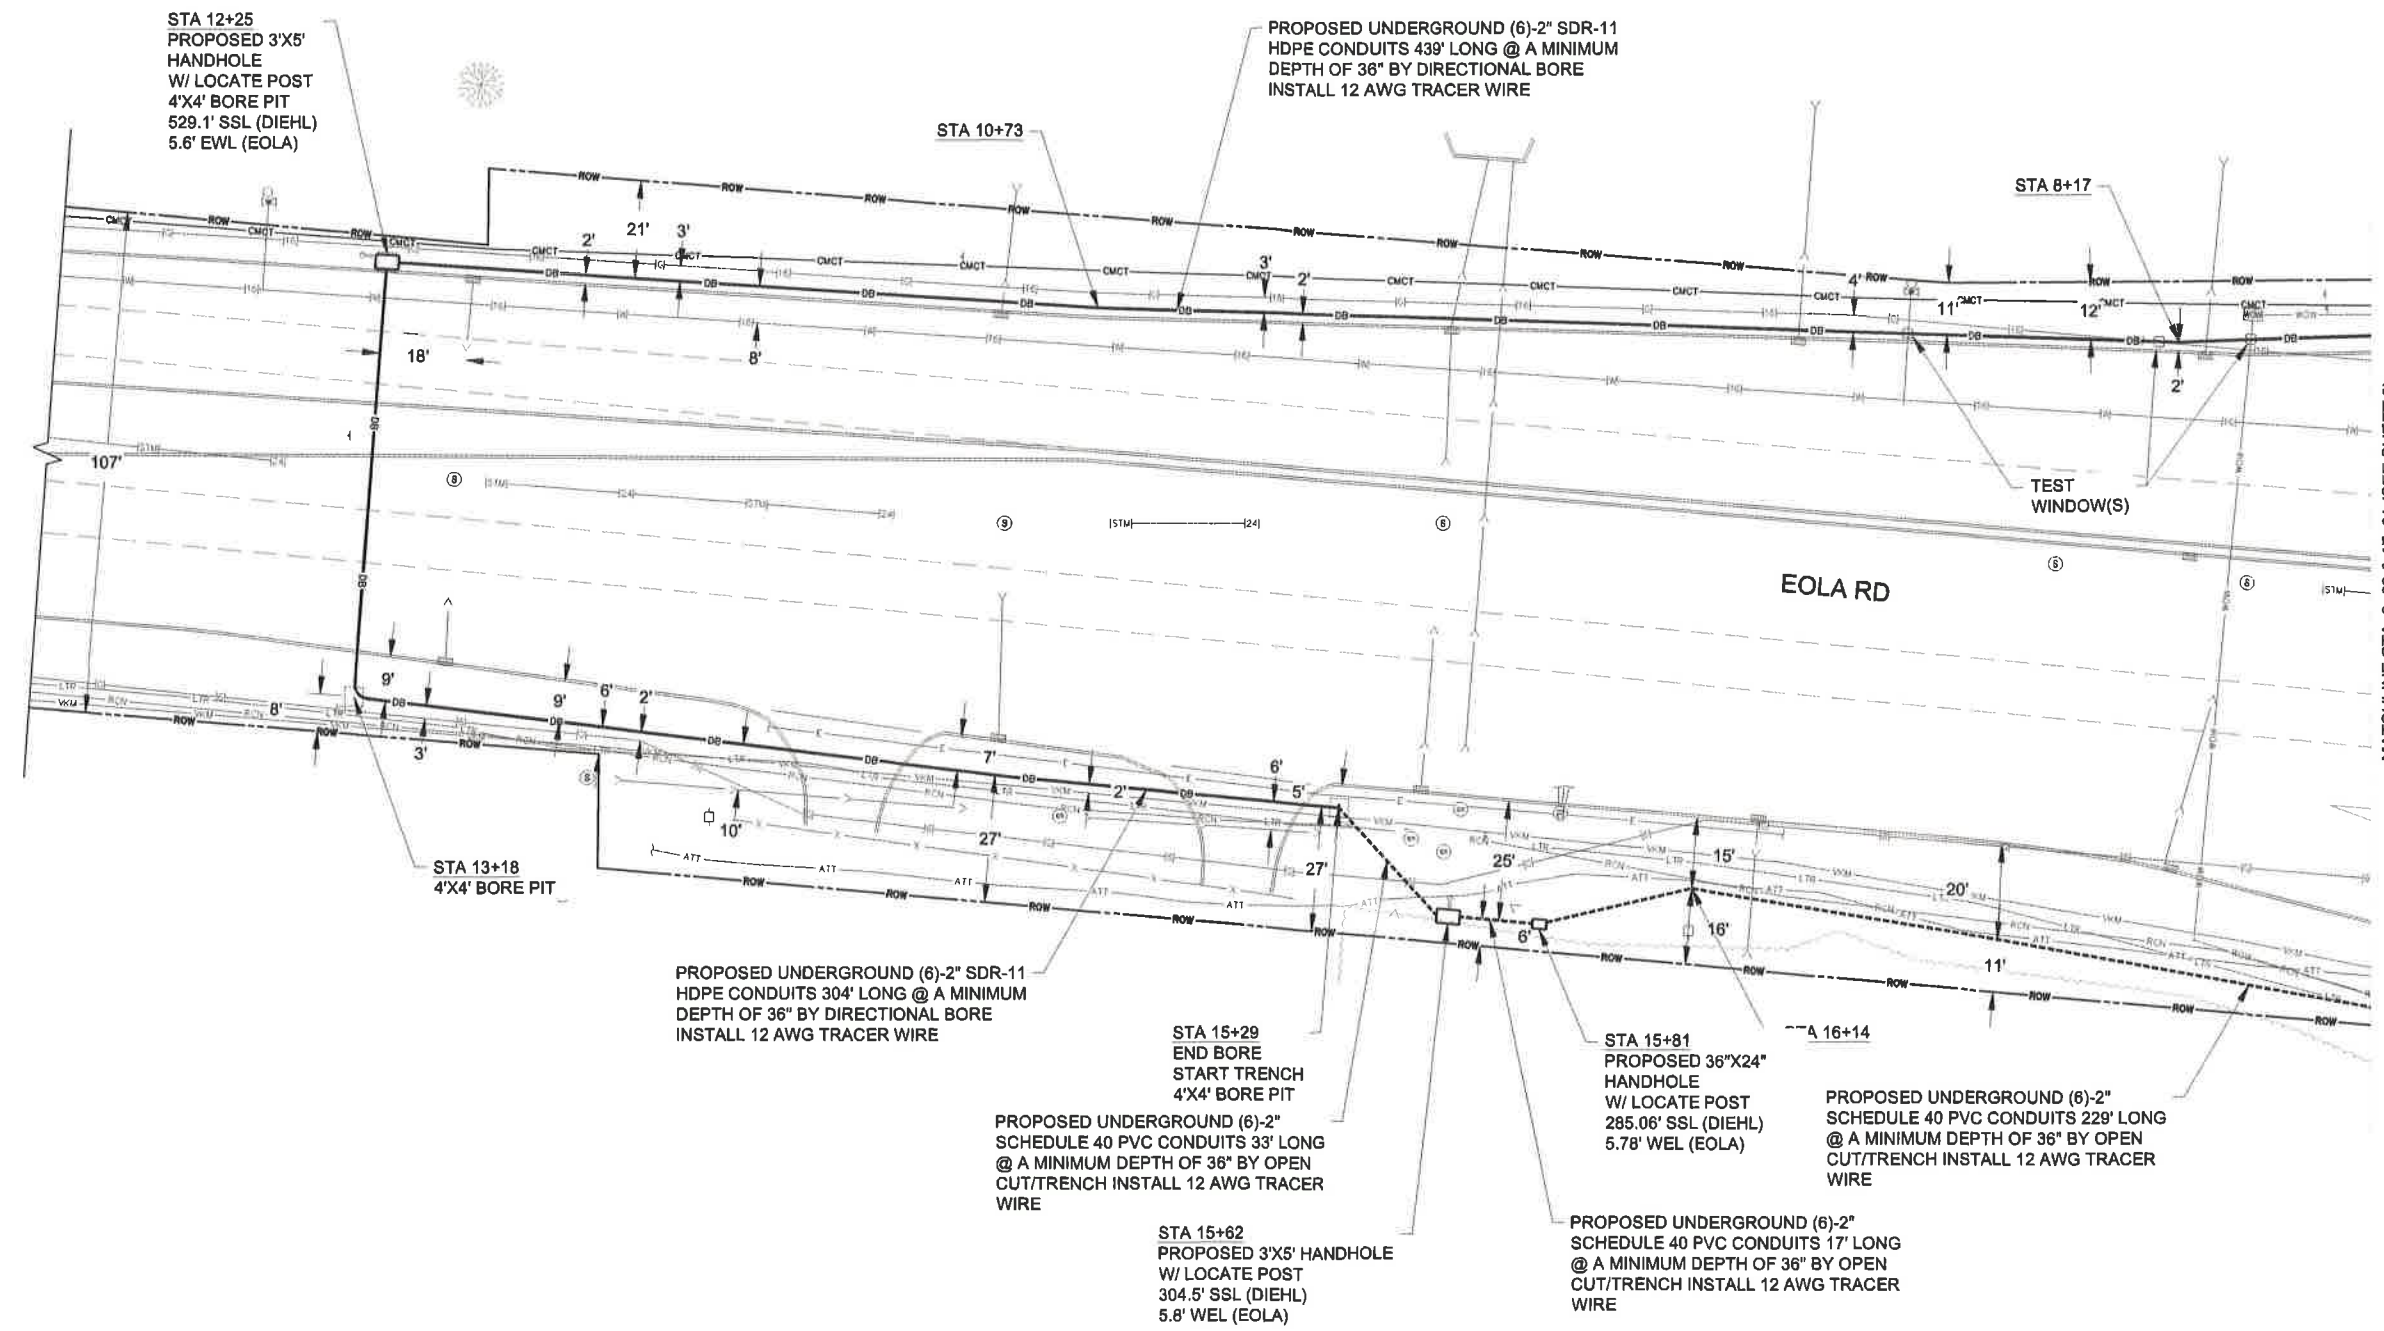 STA 12+25
PROPOSED 3'X5'
HANDHOLE
W/ LOCATE POST
4'X4' BORE PIT
529.1' SSL (DIEHL)
5.6' EWL (EOLA)
PROPOSED UNDERGROUND (6)-2" SDR-11
HDPE CONDUITS 439' LONG @ A MINIMUM
DEPTH OF 36" BY DIRECTIONAL BORE
INSTALL 12 AWG TRACER WIRE
STA 10+73
STA 8+17
ROW
CMCT
DB
21'
3'
2'
18'
8'
3'
2'
4'
11'
12'
2'
107'
TEST
WINDOW(S)
EOLA RD
|STM| |24|
9'
8'
3'
9'
6'
2'
10'
7'
27'
2'
6'
5'
27'
25'
15'
6'
16'
20'
11'
LTR
VKM
RCN
ATT
STA 13+18
4'X4' BORE PIT
PROPOSED UNDERGROUND (6)-2" SDR-11
HDPE CONDUITS 304' LONG @ A MINIMUM
DEPTH OF 36" BY DIRECTIONAL BORE
INSTALL 12 AWG TRACER WIRE
STA 15+29
END BORE
START TRENCH
4'X4' BORE PIT
PROPOSED UNDERGROUND (6)-2"
SCHEDULE 40 PVC CONDUITS 33' LONG
@ A MINIMUM DEPTH OF 36" BY OPEN
CUT/TRENCH INSTALL 12 AWG TRACER
WIRE
STA 15+62
PROPOSED 3'X5' HANDHOLE
W/ LOCATE POST
304.5' SSL (DIEHL)
5.8' WEL (EOLA)
STA 15+81
PROPOSED 36"X24"
HANDHOLE
W/ LOCATE POST
285.06' SSL (DIEHL)
5.78' WEL (EOLA)
16+14
PROPOSED UNDERGROUND (6)-2"
SCHEDULE 40 PVC CONDUITS 229' LONG
@ A MINIMUM DEPTH OF 36" BY OPEN
CUT/TRENCH INSTALL 12 AWG TRACER
WIRE
PROPOSED UNDERGROUND (6)-2"
SCHEDULE 40 PVC CONDUITS 17' LONG
@ A MINIMUM DEPTH OF 36" BY OPEN
CUT/TRENCH INSTALL 12 AWG TRACER
WIRE